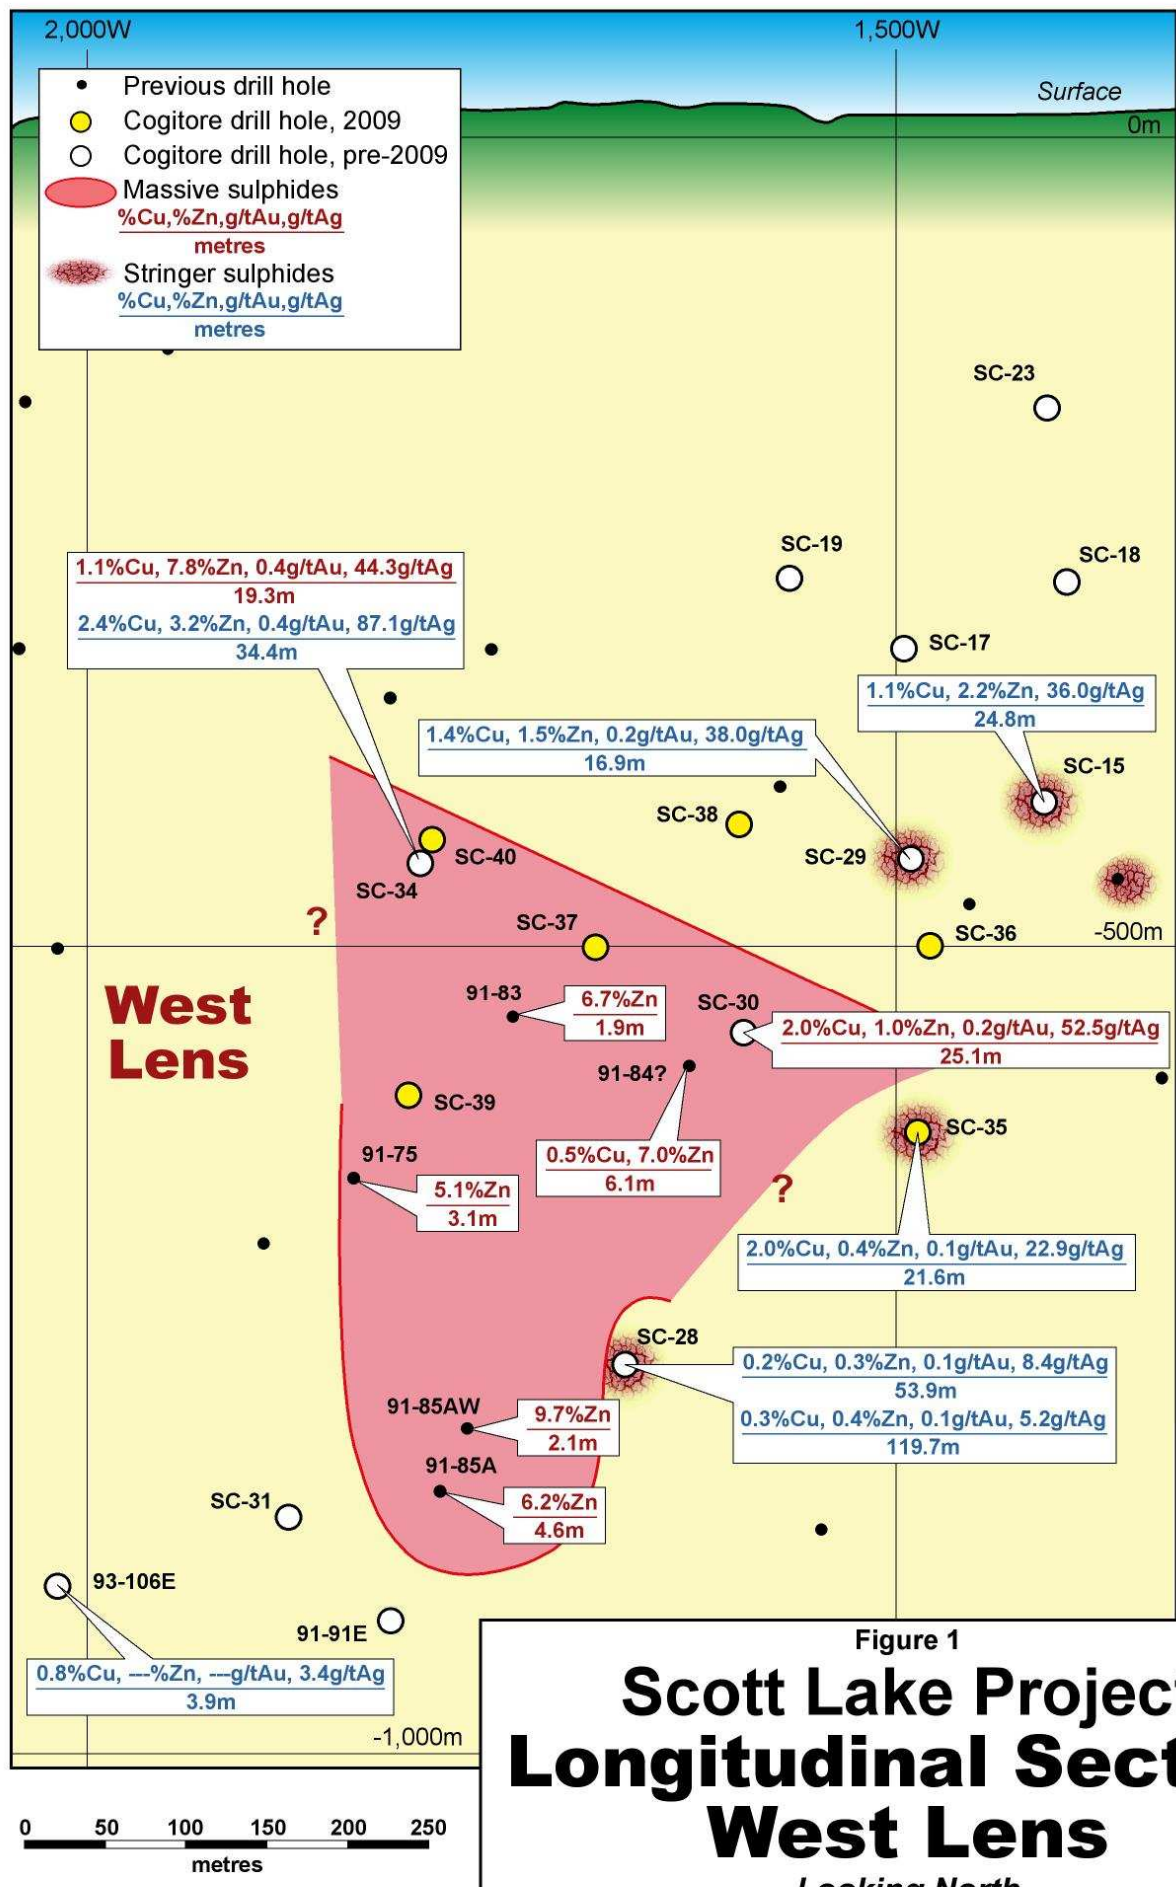 2,000W
1,500W
Surface
0m
Previous drill hole
Cogitore drill hole, 2009
Cogitore drill hole, pre-2009
Massive sulphides
%Cu,%Zn,g/tAu,g/tAg
metres
Stringer sulphides
%Cu,%Zn,g/tAu,g/tAg
metres
SC-23
SC-19
SC-18
1.1%Cu, 7.8%Zn, 0.4g/tAu, 44.3g/tAg
19.3m
2.4%Cu, 3.2%Zn, 0.4g/tAu, 87.1g/tAg
34.4m
SC-17
1.1%Cu, 2.2%Zn, 36.0g/tAg
24.8m
1.4%Cu, 1.5%Zn, 0.2g/tAu, 38.0g/tAg
16.9m
SC-15
SC-38
SC-29
SC-40
SC-34
?
SC-37
SC-36
-500m
West
Lens
91-83
6.7%Zn
1.9m
SC-30
2.0%Cu, 1.0%Zn, 0.2g/tAu, 52.5g/tAg
25.1m
91-84?
SC-39
SC-35
91-75
0.5%Cu, 7.0%Zn
6.1m
5.1%Zn
3.1m
?
2.0%Cu, 0.4%Zn, 0.1g/tAu, 22.9g/tAg
21.6m
SC-28
0.2%Cu, 0.3%Zn, 0.1g/tAu, 8.4g/tAg
53.9m
0.3%Cu, 0.4%Zn, 0.1g/tAu, 5.2g/tAg
119.7m
91-85AW
9.7%Zn
2.1m
91-85A
6.2%Zn
4.6m
SC-31
93-106E
91-91E
0.8%Cu, ---%Zn, ---g/tAu, 3.4g/tAg
3.9m
-1,000m
Figure 1
Scott Lake Projec
Longitudinal Sect
West Lens
Looking North
0 50 100 150 200 250
metres